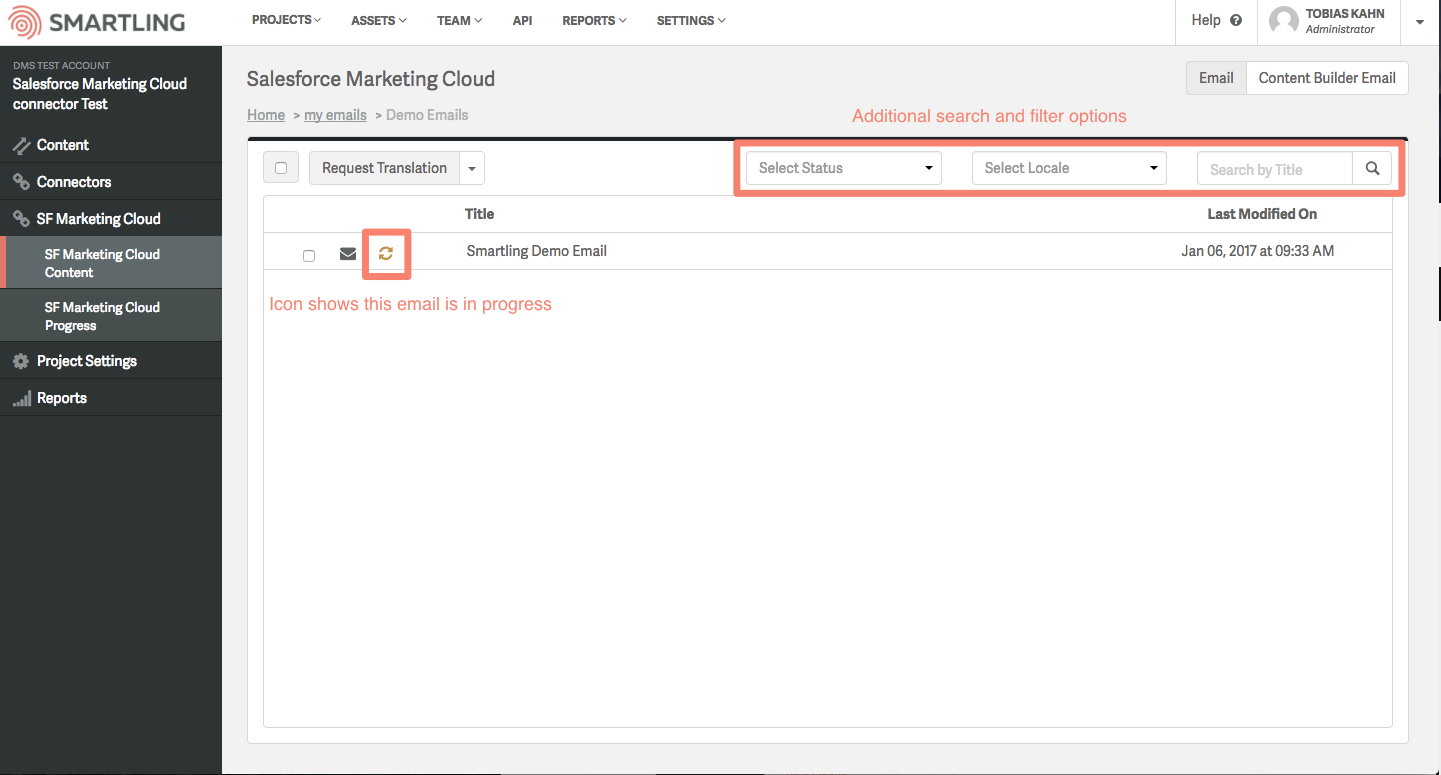 SMARTLING
PROJECTS ASSETS TEAM API REPORTS SETTINGS
Help
TOBIAS KAHN
Administrator
DMS TEST ACCOUNT
Salesforce Marketing Cloud
connector Test
Content
Connectors
SF Marketing Cloud
SF Marketing Cloud
Content
SF Marketing Cloud
Progress
Project Settings
Reports
Salesforce Marketing Cloud
Email Content Builder Email
Home > my emails > Demo Emails
Additional search and filter options
Request Translation
Select Status
Select Locale
Search by Title
Title Last Modified On
Smartling Demo Email Jan 06, 2017 at 09:33 AM
Icon shows this email is in progress